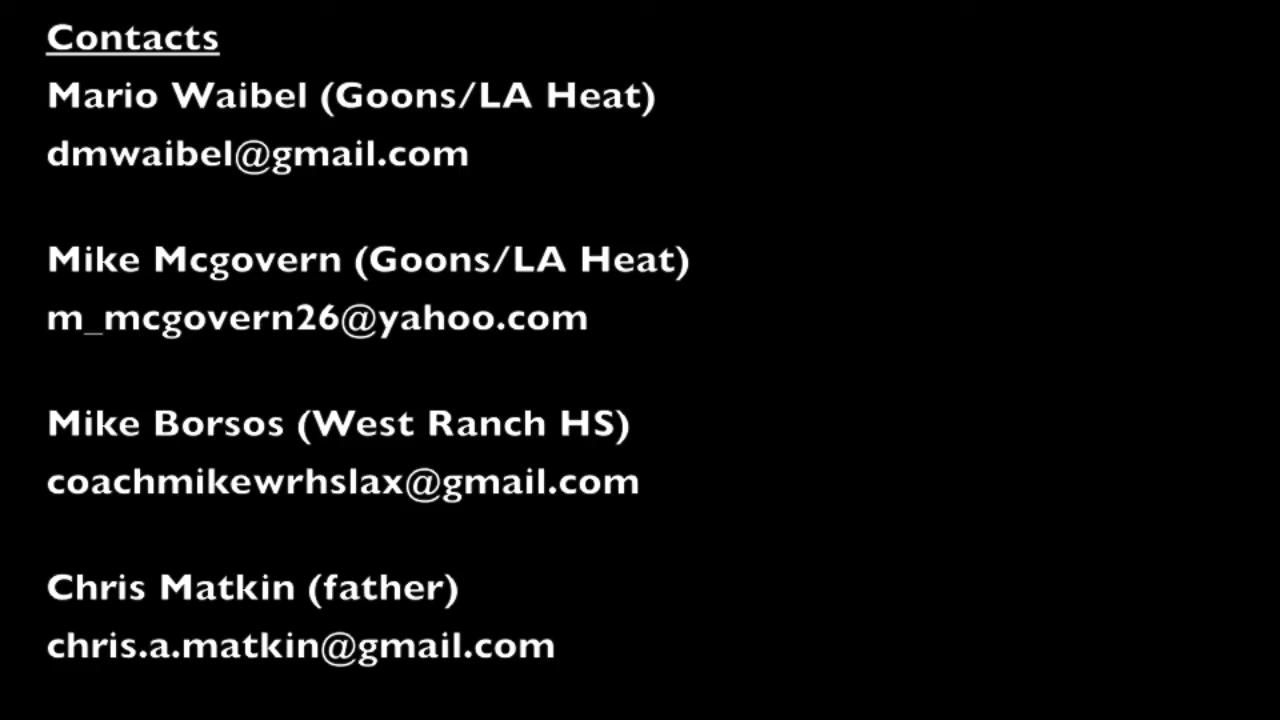 Contacts
Mario Waibel (Goons/LA Heat)
dmwaibel@gmail.com
Mike Mcgovern (Goons/LA Heat)
m_mcgovern26@yahoo.com
Mike Borsos (West Ranch HS)
coachmikewrhslax@gmail.com
Chris Matkin (father)
chris.a.matkin@gmail.com